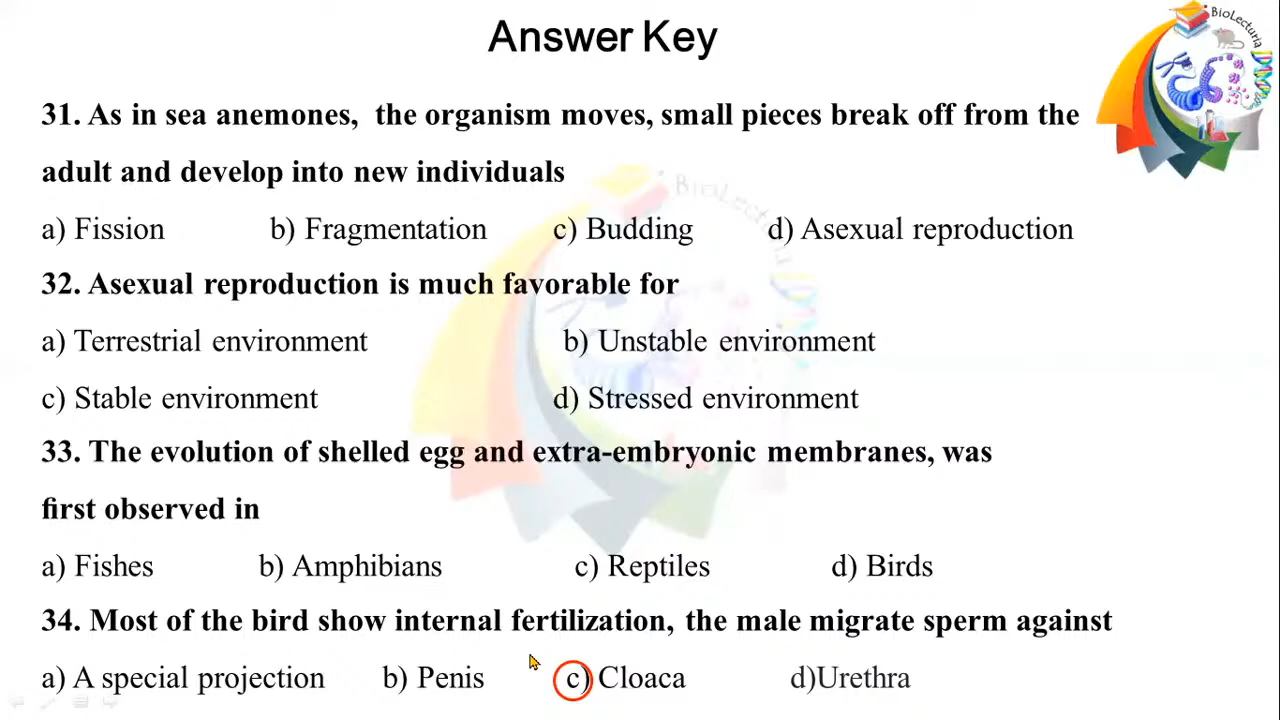 Answer Key
BioLecturia
31. As in sea anemones, the organism moves, small pieces break off from the
adult and develop into new individuals
BioLecturia
a) Fission b) Fragmentation c) Budding d) Asexual reproduction
32. Asexual reproduction is much favorable for
a) Terrestrial environment b) Unstable environment
c) Stable environment d) Stressed environment
33. The evolution of shelled egg and extra-embryonic membranes, was
first observed in
a) Fishes b) Amphibians c) Reptiles d) Birds
34. Most of the bird show internal fertilization, the male migrate sperm against
a) A special projection b) Penis c) Cloaca d)Urethra